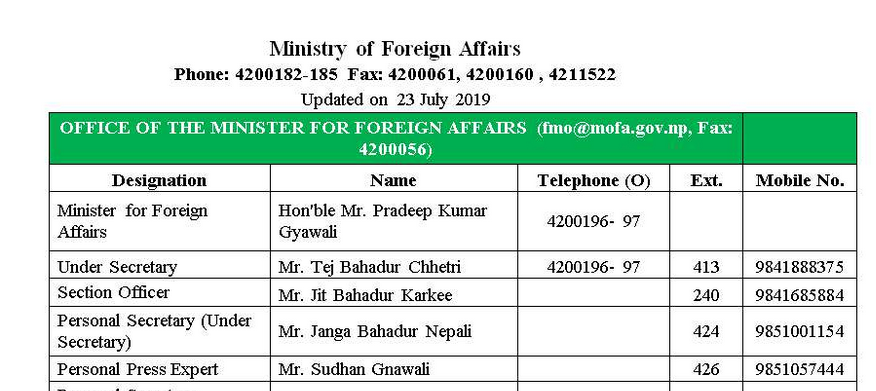 Ministry of Foreign Affairs
Phone: 4200182-185 Fax: 4200061, 4200160 , 4211522
Updated on 23 July 2019
OFFICE OF THE MINISTER FOR FOREIGN AFFAIRS (fmo@mofa.gov.np, Fax:
4200056)
Designation Name Telephone (O) Ext. Mobile No.
Minister for Foreign
Affairs
Hon'ble Mr. Pradeep Kumar
Gyawali
4200196- 97
Under Secretary Mr. Tej Bahadur Chhetri 4200196- 97 413 9841888375
Section Officer Mr. Jit Bahadur Karkee 240 9841685884
Personal Secretary (Under
Secretary)
Mr. Janga Bahadur Nepali 424 9851001154
Personal Press Expert Mr. Sudhan Gnawali 426 9851057444